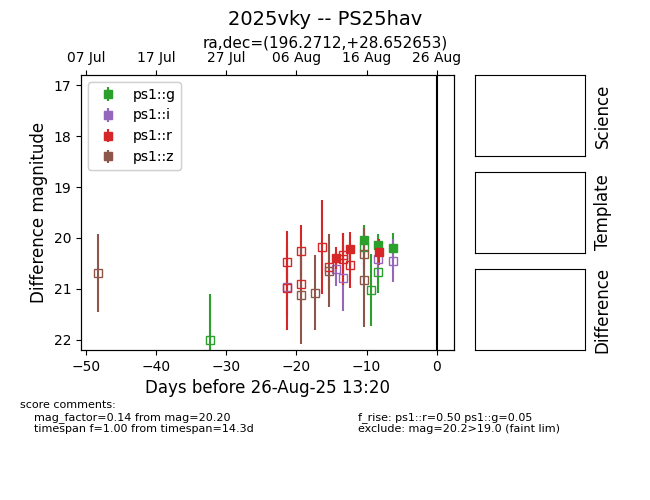 2025vky -- PS25hav
ra,dec=(196.2712,+28.652653)
07 Jul 17 Jul 27 Jul 06 Aug 16 Aug 26 Aug
17
18
19
20
21
22
Difference magnitude
ps1::g
ps1::i
ps1::r
ps1::z
−50 −40 −30 −20 −10 0
Days before 26-Aug-25 13:20
Science
Template
Difference
score comments:
mag_factor=0.14 from mag=20.20
timespan f=1.00 from timespan=14.3d
f_rise: ps1::r=0.50 ps1::g=0.05
exclude: mag=20.2>19.0 (faint lim)